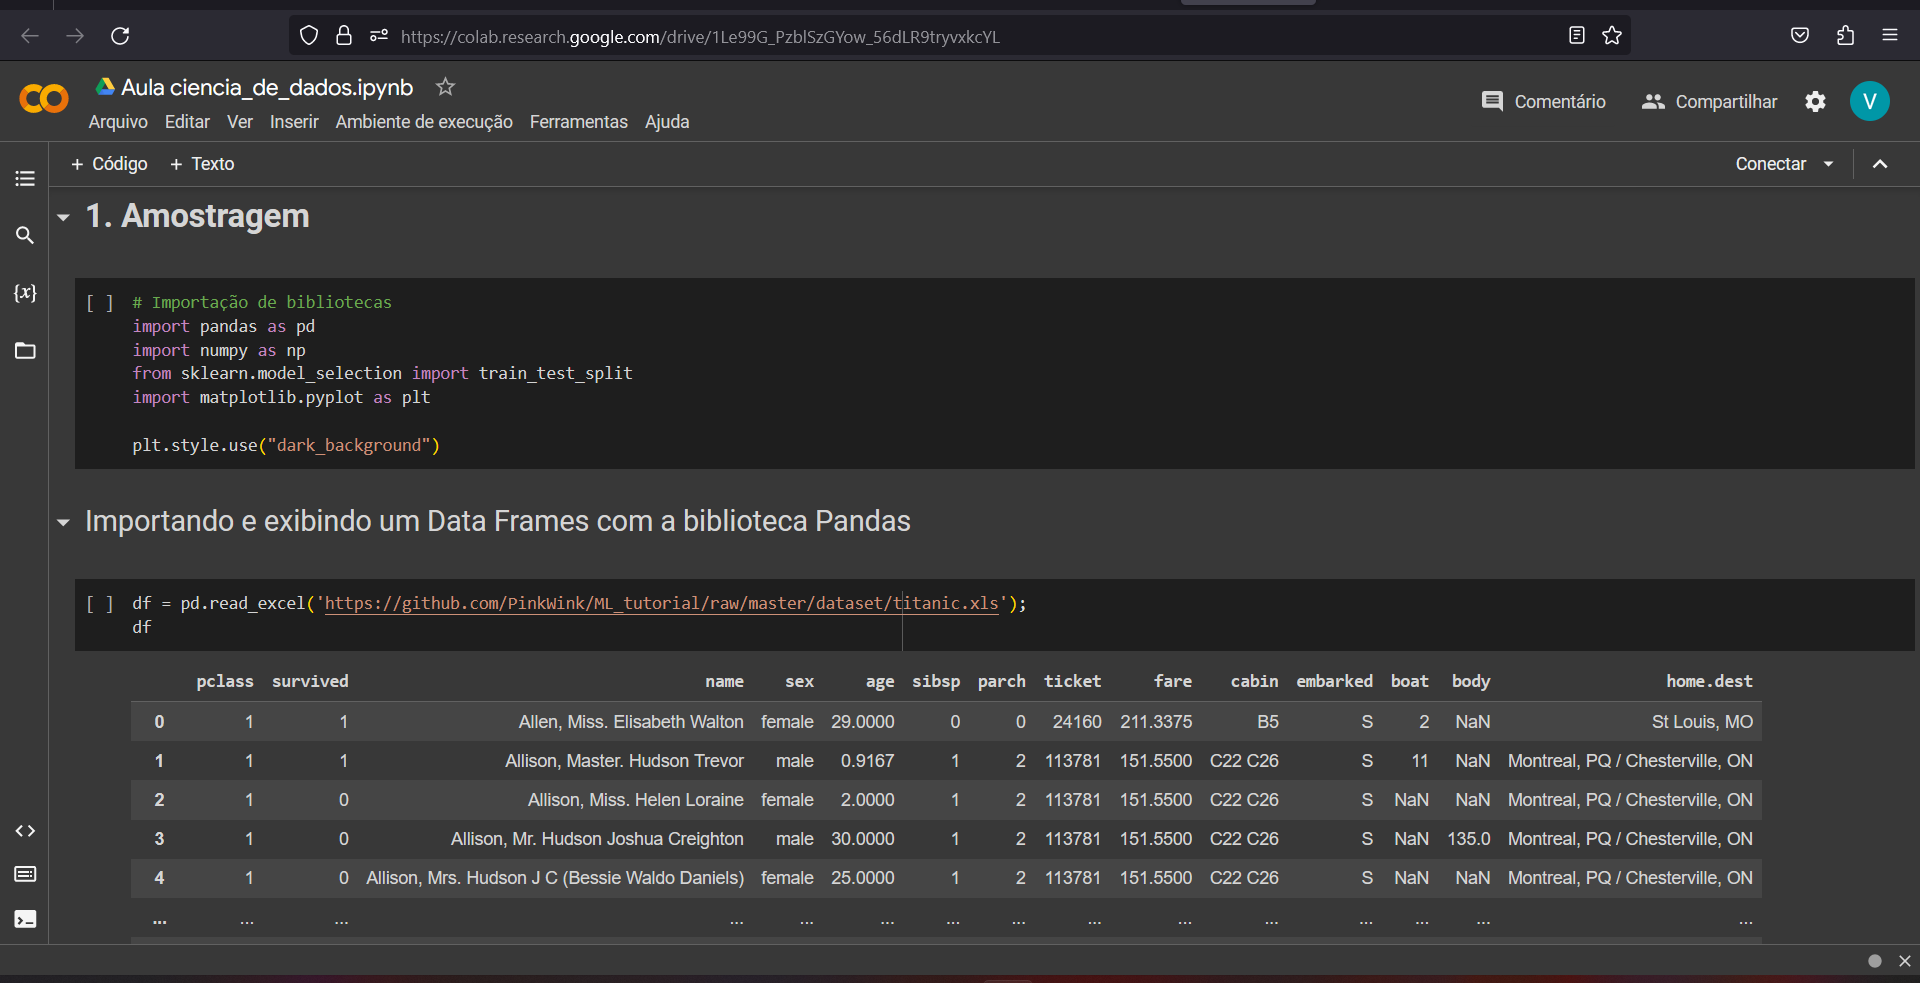 https://colab.research.google.com/drive/1Le99G_PzblSzGYow_56dLR9tryvxkcYL
Aula ciencia_de_dados.ipynb
Comentário Compartilhar V
Arquivo Editar Ver Inserir Ambiente de execução Ferramentas Ajuda
+ Código + Texto Conectar
1. Amostragem
{x}
[ ] # Importação de bibliotecas
import pandas as pd
import numpy as np
from sklearn.model_selection import train_test_split
import matplotlib.pyplot as plt
plt.style.use("dark_background")
Importando e exibindo um Data Frames com a biblioteca Pandas
[ ] df = pd.read_excel('https://github.com/PinkWink/ML_tutorial/raw/master/dataset/titanic.xls');
df
pclass survived name sex age sibsp parch ticket fare cabin embarked boat body home.dest
0 1 1 Allen, Miss. Elisabeth Walton female 29.0000 0 0 24160 211.3375 B5 S 2 NaN St Louis, MO
1 1 1 Allison, Master. Hudson Trevor male 0.9167 1 2 113781 151.5500 C22 C26 S 11 NaN Montreal, PQ / Chesterville, ON
2 1 0 Allison, Miss. Helen Loraine female 2.0000 1 2 113781 151.5500 C22 C26 S NaN NaN Montreal, PQ / Chesterville, ON
3 1 0 Allison, Mr. Hudson Joshua Creighton male 30.0000 1 2 113781 151.5500 C22 C26 S NaN 135.0 Montreal, PQ / Chesterville, ON
4 1 0 Allison, Mrs. Hudson J C (Bessie Waldo Daniels) female 25.0000 1 2 113781 151.5500 C22 C26 S NaN NaN Montreal, PQ / Chesterville, ON
... ... ... ... ... ... ... ... ... ... ... ... ... ... ...